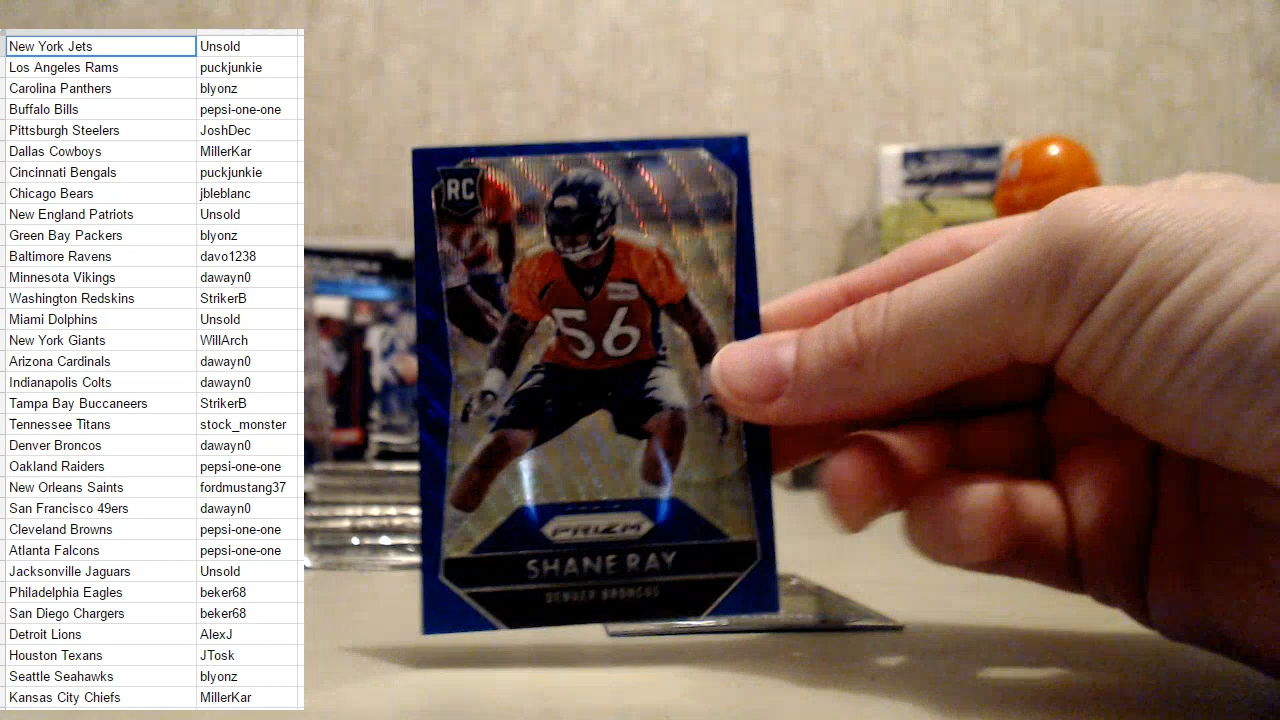 New York Jets Unsold
Los Angeles Rams puckjunkie
Carolina Panthers blyonz
Buffalo Bills pepsi-one-one
Pittsburgh Steelers JoshDec
Dallas Cowboys MillerKar
Cincinnati Bengals puckjunkie
Chicago Bears jbleblanc
New England Patriots Unsold
Green Bay Packers blyonz
Baltimore Ravens davo1238
Minnesota Vikings dawayn0
Washington Redskins StrikerB
Miami Dolphins Unsold
New York Giants WillArch
Arizona Cardinals dawayn0
Indianapolis Colts dawayn0
Tampa Bay Buccaneers StrikerB
Tennessee Titans stock_monster
Denver Broncos dawayn0
Oakland Raiders pepsi-one-one
New Orleans Saints fordmustang37
San Francisco 49ers dawayn0
Cleveland Browns pepsi-one-one
Atlanta Falcons pepsi-one-one
Jacksonville Jaguars Unsold
Philadelphia Eagles beker68
San Diego Chargers beker68
Detroit Lions AlexJ
Houston Texans JTosk
Seattle Seahawks blyonz
Kansas City Chiefs MillerKar
RC
56
PRIZM
SHANE RAY
DENVER BRONCOS